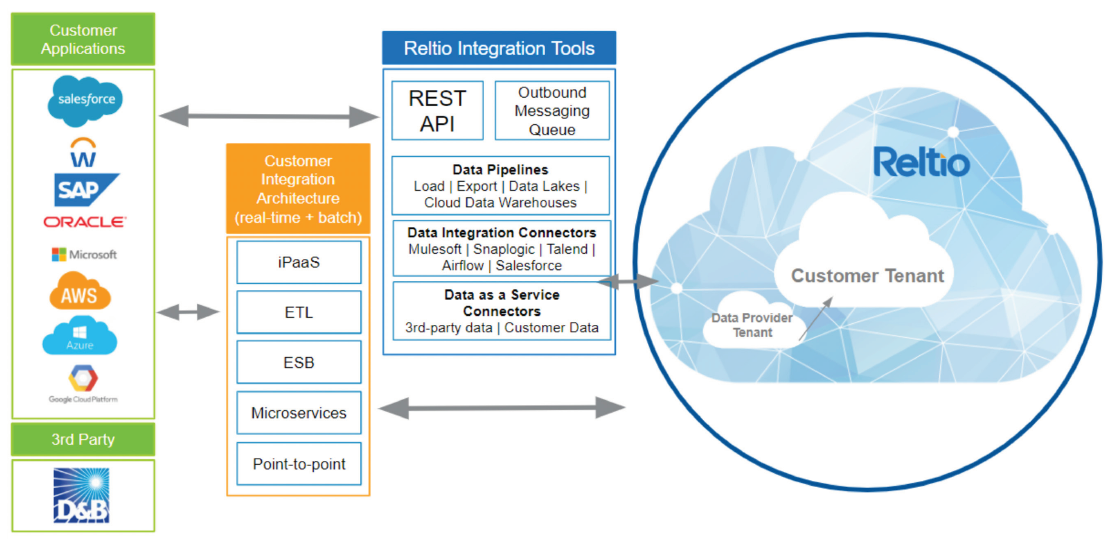 Customer
Applications
salesforce
W
SAP
ORACLE
Microsoft
AWS
Azure
Google Cloud Platform
3rd Party
D&B
Customer
Integration
Architecture
(real-time + batch)
iPaaS
ETL
ESB
Microservices
Point-to-point
Reltio Integration Tools
REST
API
Outbound
Messaging
Queue
Data Pipelines
Load | Export | Data Lakes |
Cloud Data Warehouses
Data Integration Connectors
Mulesoft | Snaplogic | Talend |
Airflow | Salesforce
Data as a Service
Connectors
3rd-party data | Customer Data
Reltio
Customer Tenant
Data Provider
Tenant